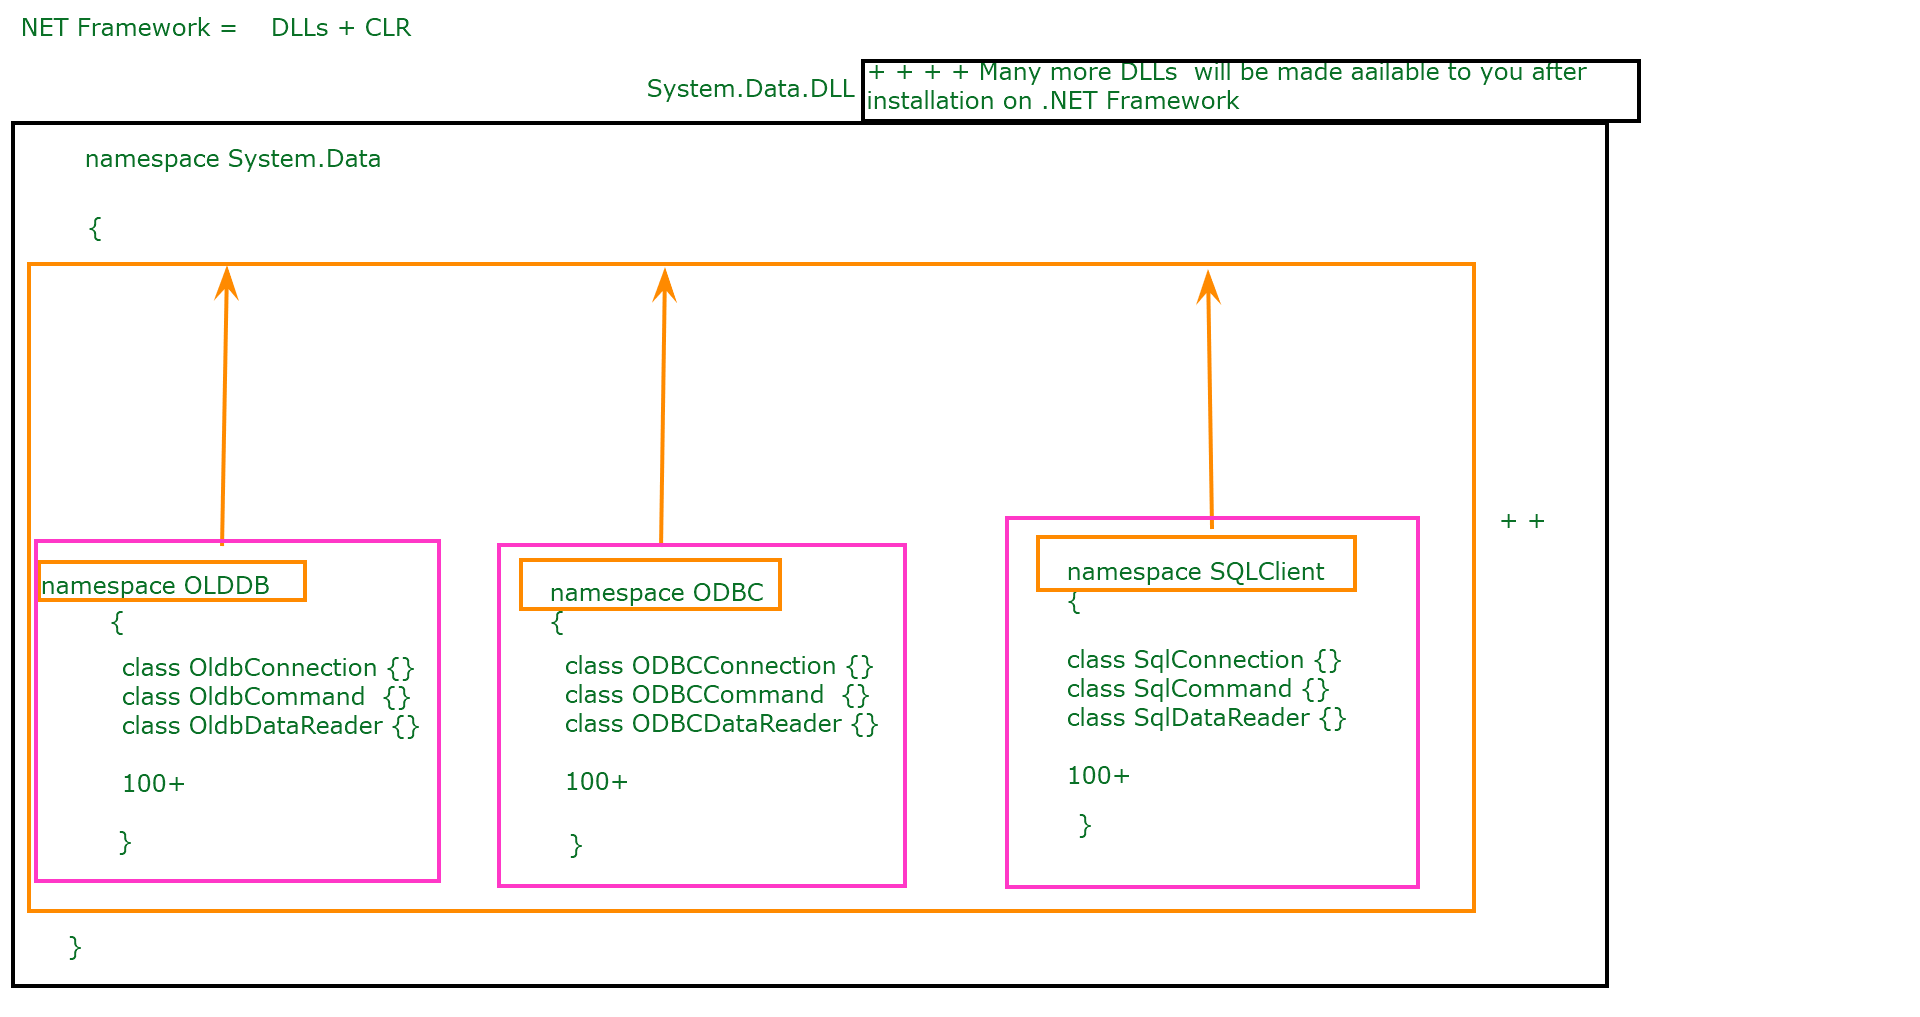 NET Framework =    DLLs + CLR
System.Data.DLL
+ + + + Many more DLLs  will be made aailable to you after
installation on .NET Framework
namespace System.Data
{
namespace OLDDB
{
class OldbConnection {}
class OldbCommand  {}
class OldbDataReader {}
100+
}
namespace ODBC
{
class ODBCConnection {}
class ODBCCommand  {}
class ODBCDataReader {}
100+
}
namespace SQLClient
{
class SqlConnection {}
class SqlCommand {}
class SqlDataReader {}
100+
}
+ +
}